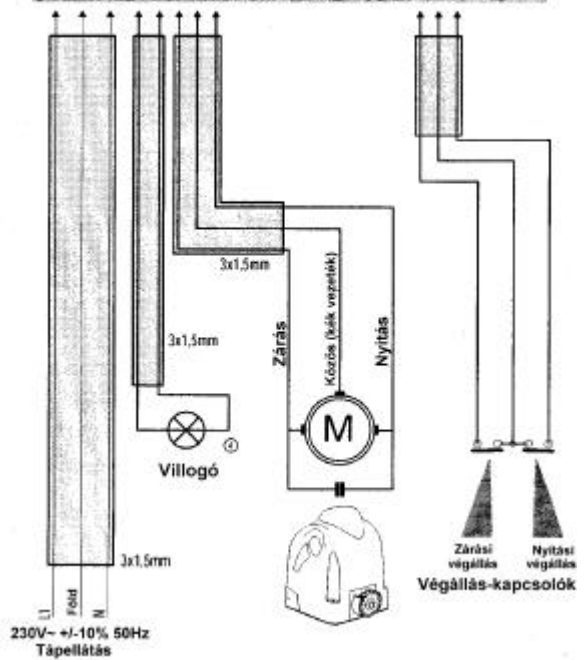 3x1,5mm
Zárás
Közös (kék vezeték)
Nyitás
3x1,5mm
M
4
Villogó
3x1,5mm
L1
Föld
N
230V~ +/-10% 50Hz
Tápellátás
Zárási
végállás
Nyitási
végállás
Végállás-kapcsolók